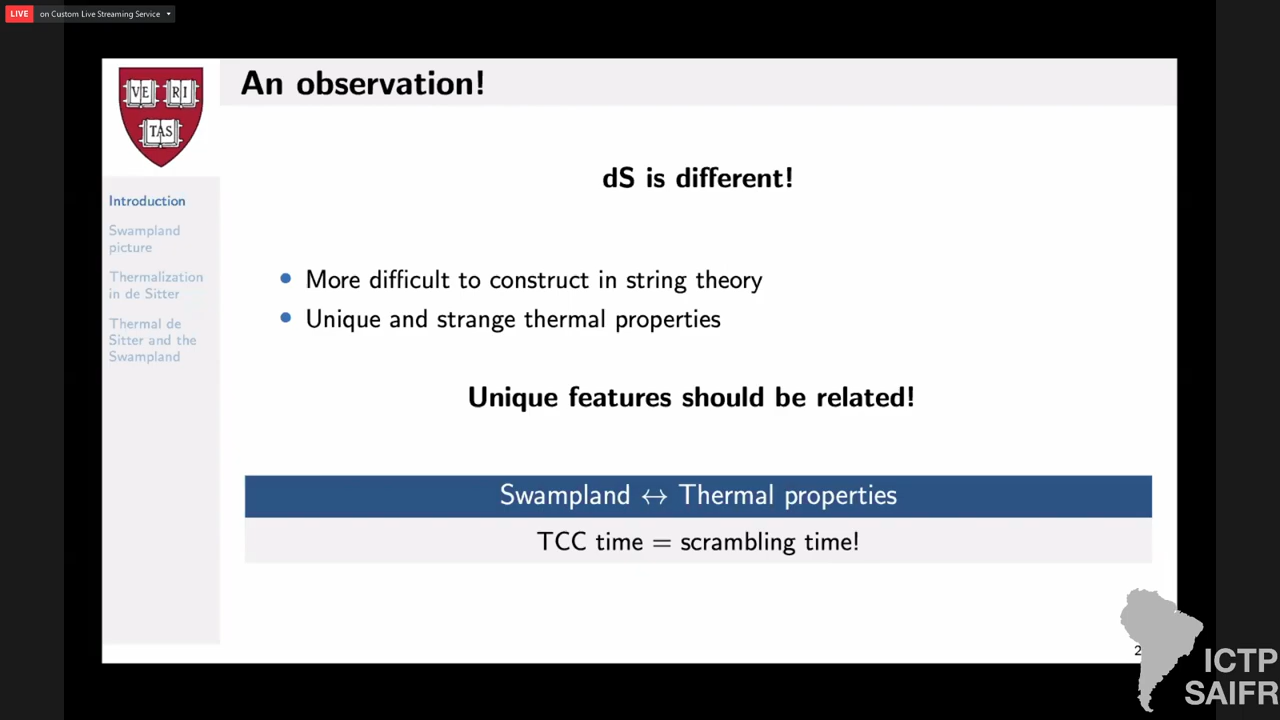 LIVE on Custom Live Streaming Service
VE RI
TAS
An observation!
Introduction
Swampland
picture
Thermalization
in de Sitter
Thermal de
Sitter and the
Swampland
dS is different!
• More difficult to construct in string theory
• Unique and strange thermal properties
Unique features should be related!
Swampland ↔ Thermal properties
TCC time = scrambling time!
2
ICTP
SAIFR